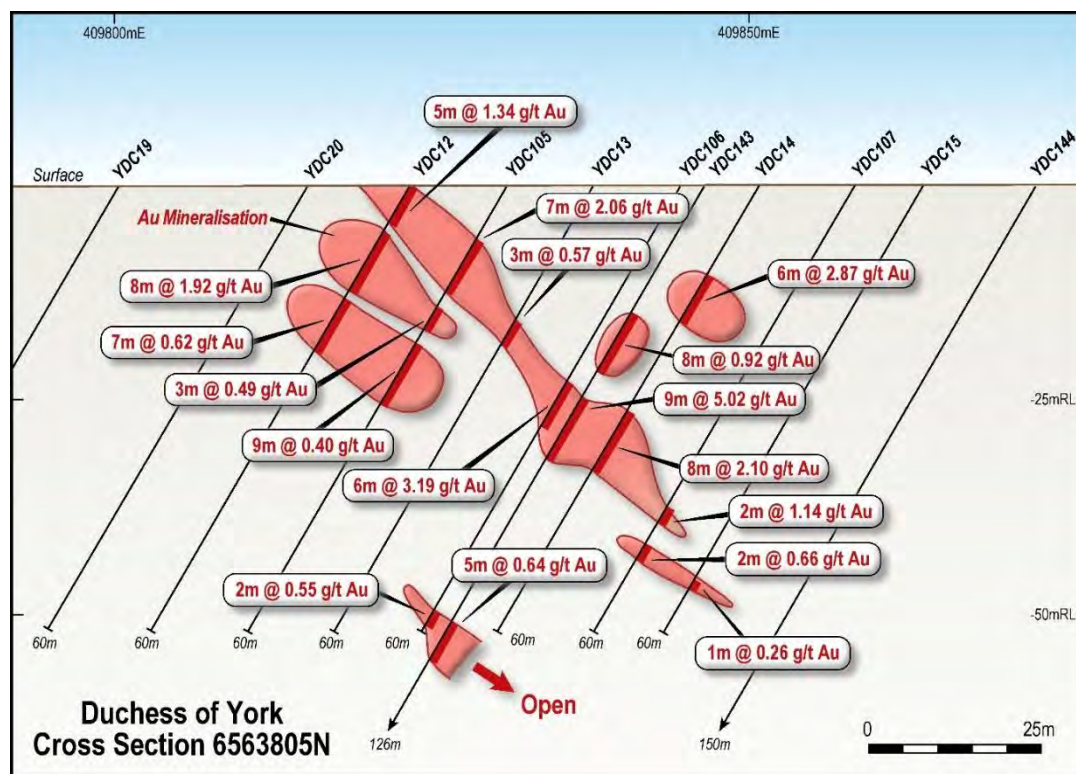 409800mE
409850mE
5m @ 1.34 g/t Au
YDC19
YDC20
YDC12
YDC105
YDC13
YDC106
YDC143
YDC14
YDC107
YDC15
YDC144
Surface
Au Mineralisation
7m @ 2.06 g/t Au
3m @ 0.57 g/t Au
6m @ 2.87 g/t Au
8m @ 1.92 g/t Au
7m @ 0.62 g/t Au
8m @ 0.92 g/t Au
3m @ 0.49 g/t Au
9m @ 5.02 g/t Au
-25mRL
9m @ 0.40 g/t Au
8m @ 2.10 g/t Au
6m @ 3.19 g/t Au
2m @ 1.14 g/t Au
2m @ 0.66 g/t Au
5m @ 0.64 g/t Au
2m @ 0.55 g/t Au
-50mRL
60m
60m
60m
60m
60m
60m
60m
60m
1m @ 0.26 g/t Au
Open
Duchess of York
Cross Section 6563805N
126m
150m
0
25m